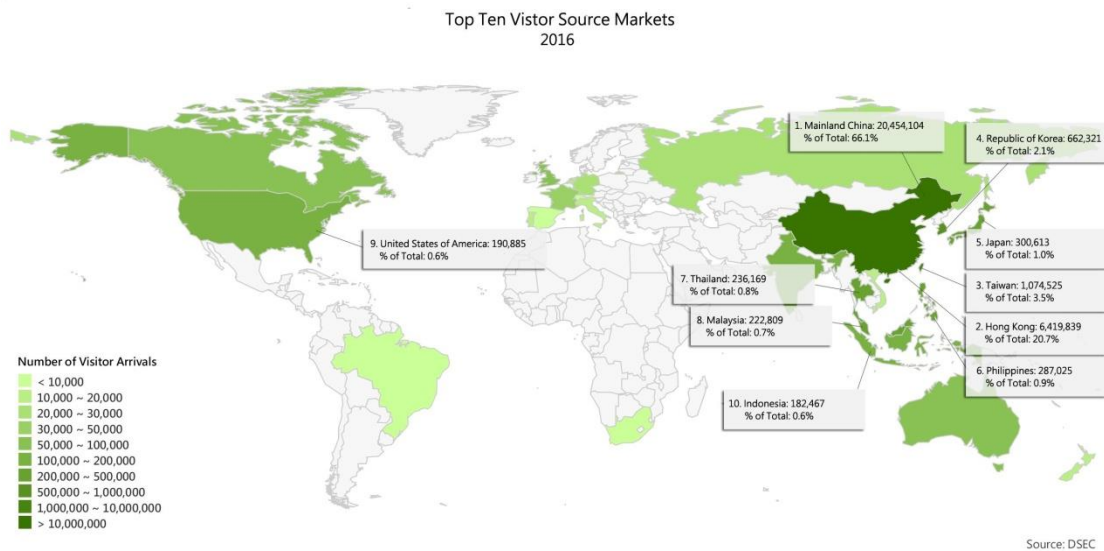 Top Ten Vistor Source Markets
2016
1. Mainland China: 20,454,104
% of Total: 66.1%
4. Republic of Korea: 662,321
% of Total: 2.1%
9. United States of America: 190,885
% of Total: 0.6%
5. Japan: 300,613
% of Total: 1.0%
7. Thailand: 236,169
% of Total: 0.8%
3. Taiwan: 1,074,525
% of Total: 3.5%
8. Malaysia: 222,809
% of Total: 0.7%
2. Hong Kong: 6,419,839
% of Total: 20.7%
6. Philippines: 287,025
% of Total: 0.9%
10. Indonesia: 182,467
% of Total: 0.6%
Number of Visitor Arrivals
< 10,000
10,000 ~ 20,000
20,000 ~ 30,000
30,000 ~ 50,000
50,000 ~ 100,000
100,000 ~ 200,000
200,000 ~ 500,000
500,000 ~ 1,000,000
1,000,000 ~ 10,000,000
> 10,000,000
Source: DSEC